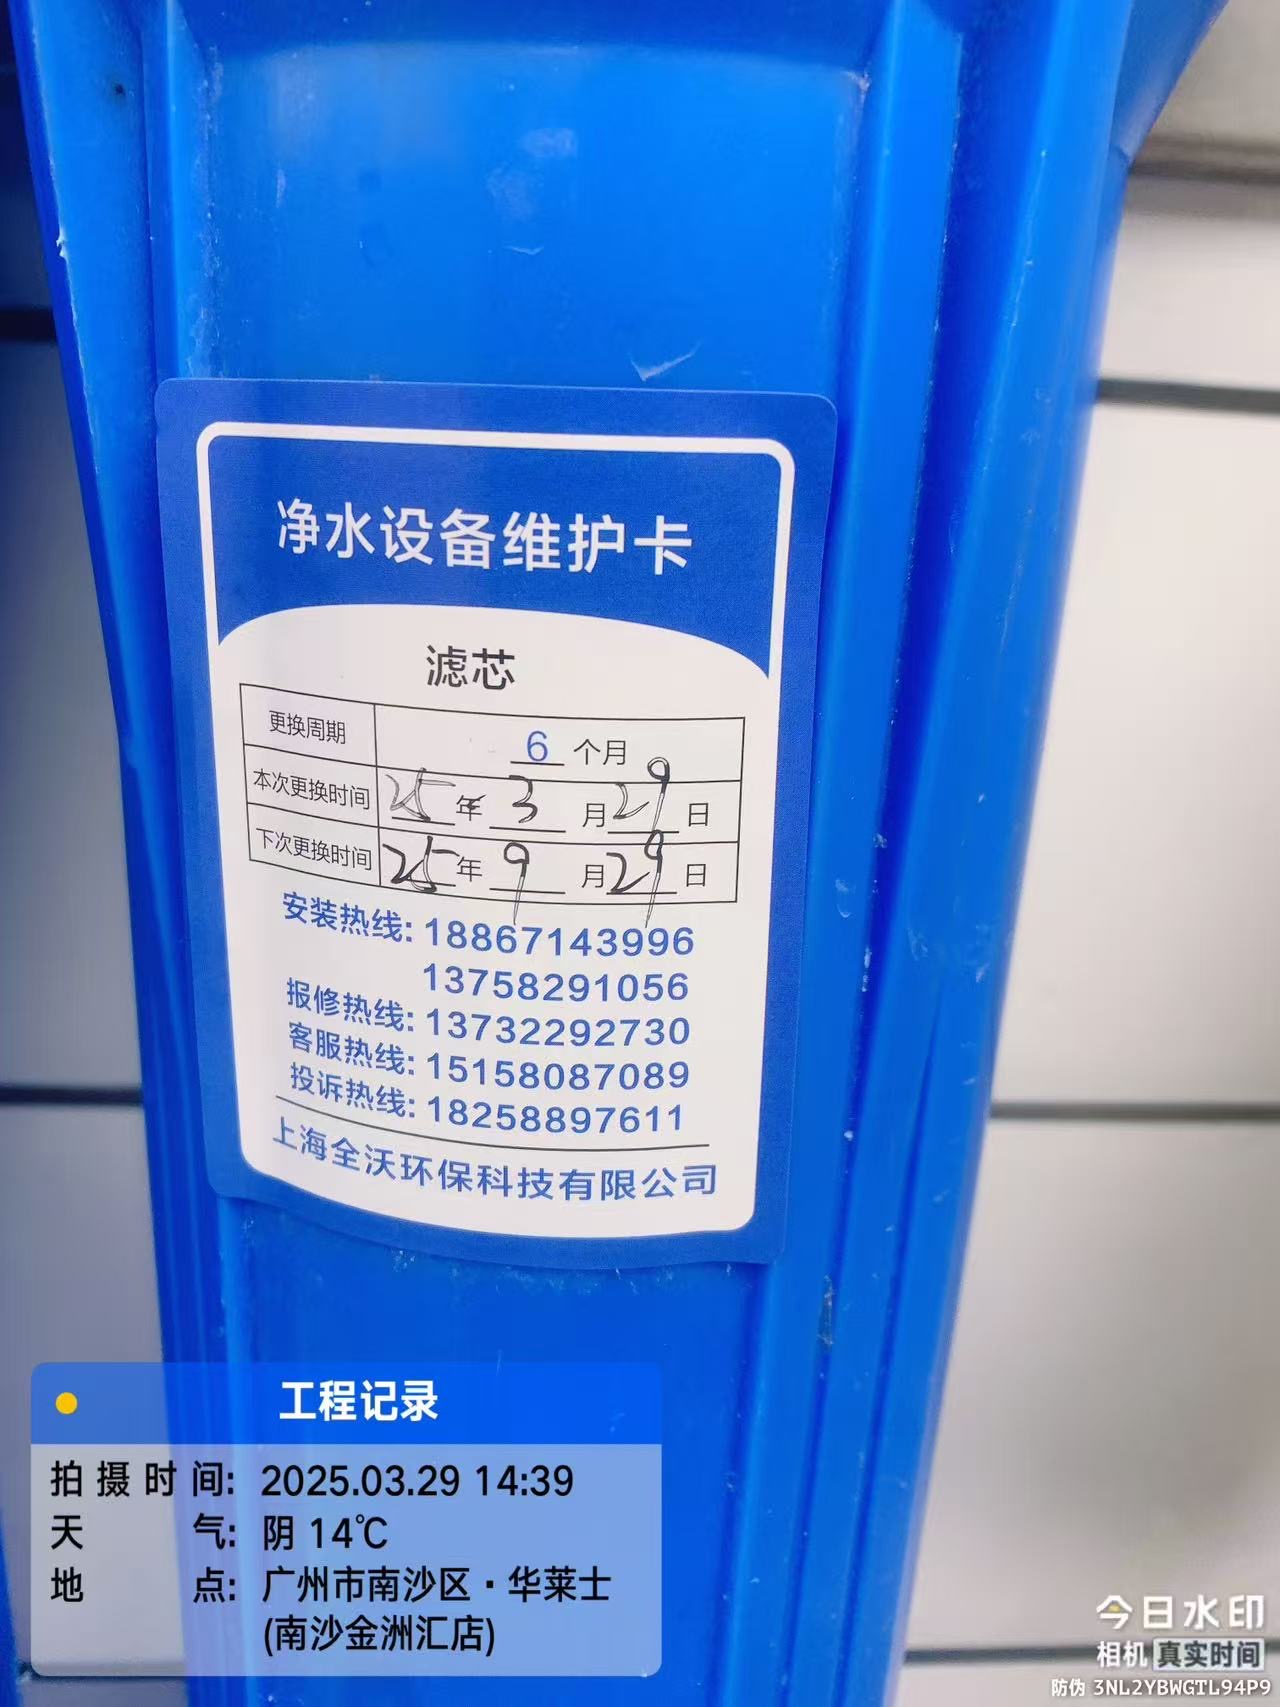 净水设备维护卡
滤芯
更换周期 6 个月
本次更换时间 25 年 3 月 29 日
下次更换时间 25 年 9 月 29 日
安装热线: 18867143996
13758291056
报修热线: 13732292730
客服热线: 15158087089
投诉热线: 18258897611
上海全沃环保科技有限公司
工程记录
拍摄时间: 2025.03.29 14:39
天气: 阴 14℃
地点: 广州市南沙区·华莱士
(南沙金洲汇店)
今日水印
相机 真实时间
防伪 3NL2YBWGTL94P9